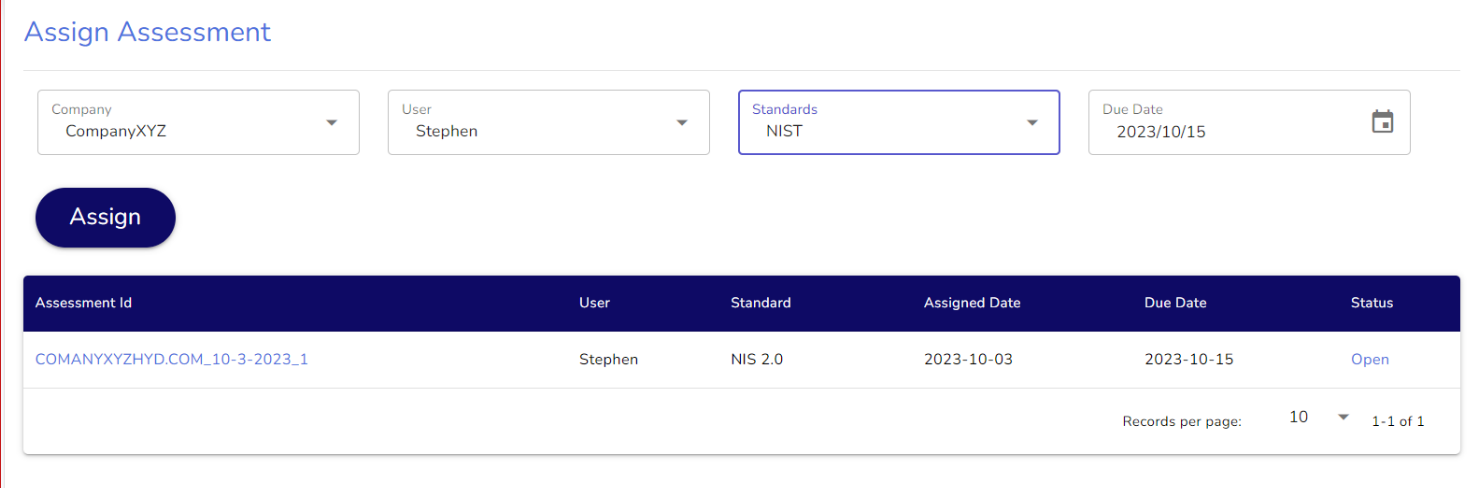 Assign Assessment
Company User Standards Due Date
CompanyXYZ Stephen NIST 2023/10/15
Assign
Assessment Id User Standard Assigned Date Due Date Status
COMANYXYZHYD.COM_10-3-2023_1 Stephen NIS 2.0 2023-10-03 2023-10-15 Open
Records per page: 10 1-1 of 1